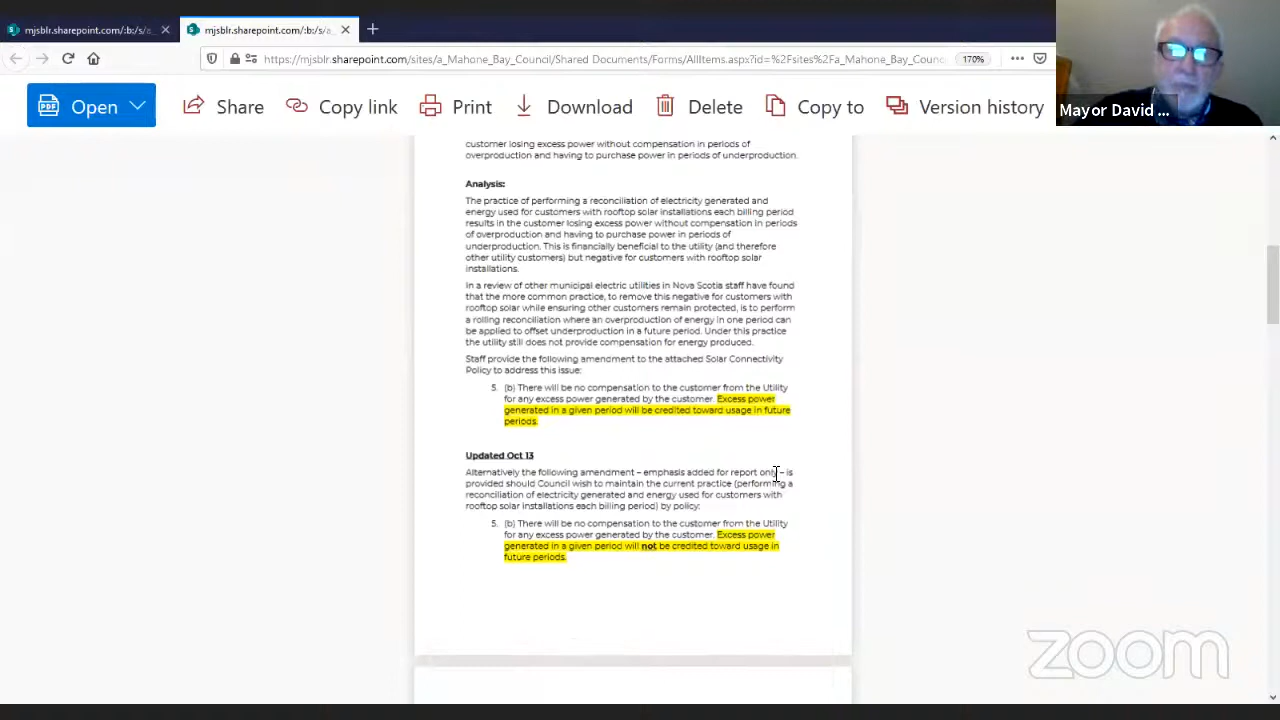 mjsblr.sharepoint.com/:b:/s/a_
mjsblr.sharepoint.com/:b:/s/a_
https://mjsblr.sharepoint.com/sites/a_Mahone_Bay_Council/Shared Documents/Forms/AllItems.aspx?id=%2Fsites%2Fa_Mahone_Bay_Counc
170%
Open
Share
Copy link
Print
Download
Delete
Copy to
Version history
Mayor David ...
customer losing excess power without compensation in periods of
overproduction and having to purchase power in periods of underproduction.
Analysis:
The practice of performing a reconciliation of electricity generated and
energy used for customers with rooftop solar installations each billing period
results in the customer losing excess power without compensation in periods
of overproduction and having to purchase power in periods of
underproduction. This is financially beneficial to the utility (and therefore
other utility customers) but negative for customers with rooftop solar
installations.
In a review of other municipal electric utilities in Nova Scotia staff have found
that the more common practice, to remove this negative for customers with
rooftop solar while ensuring other customers remain protected, is to perform
a rolling reconciliation where an overproduction of energy in one period can
be applied to offset underproduction in a future period. Under this practice
the utility still does not provide compensation for energy produced.
Staff provide the following amendment to the attached Solar Connectivity
Policy to address this issue:
5. (b) There will be no compensation to the customer from the Utility
for any excess power generated by the customer. Excess power
generated in a given period will be credited toward usage in future
periods.
Updated Oct 13
Alternatively the following amendment – emphasis added for report only – is
provided should Council wish to maintain the current practice (performing a
reconciliation of electricity generated and energy used for customers with
rooftop solar installations each billing period) by policy:
5. (b) There will be no compensation to the customer from the Utility
for any excess power generated by the customer. Excess power
generated in a given period will not be credited toward usage in
future periods.
zoom